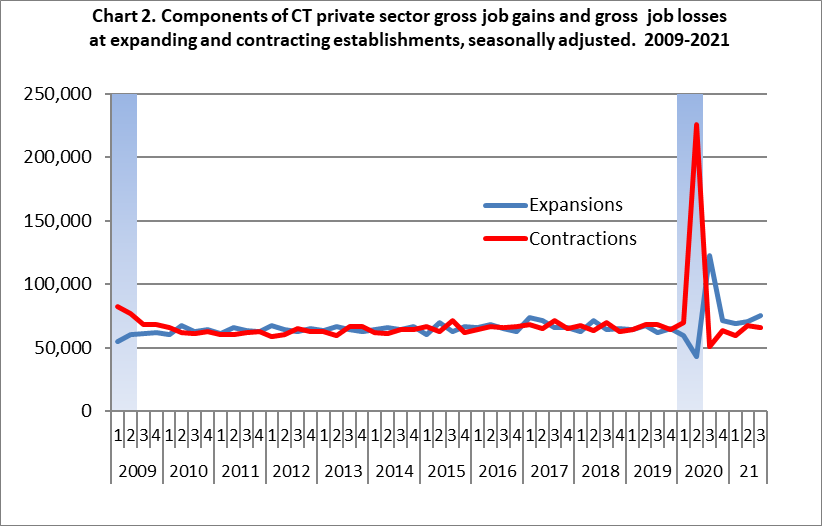 Chart 2. Components of CT private sector gross job gains and gross job losses
at expanding and contracting establishments, seasonally adjusted. 2009-2021
250,000
200,000
150,000
100,000
50,000
0
Expansions
Contractions
1 2 3 4 1 2 3 4 1 2 3 4 1 2 3 4 1 2 3 4 1 2 3 4 1 2 3 4 1 2 3 4 1 2 3 4 1 2 3 4 1 2 3 4 1 2 3 4 1 2 3
2009 2010 2011 2012 2013 2014 2015 2016 2017 2018 2019 2020 21